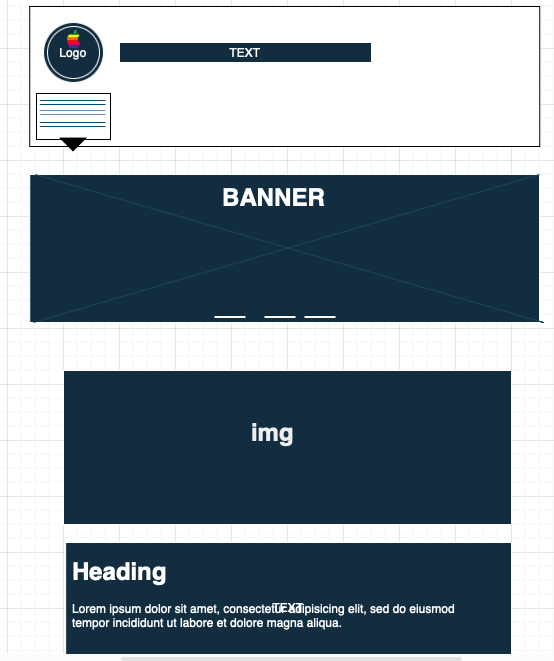 Logo
TEXT
BANNER
img
Heading
Lorem ipsum dolor sit amet, consectetur adipisicing elit, sed do eiusmod
TEXT
tempor incididunt ut labore et dolore magna aliqua.